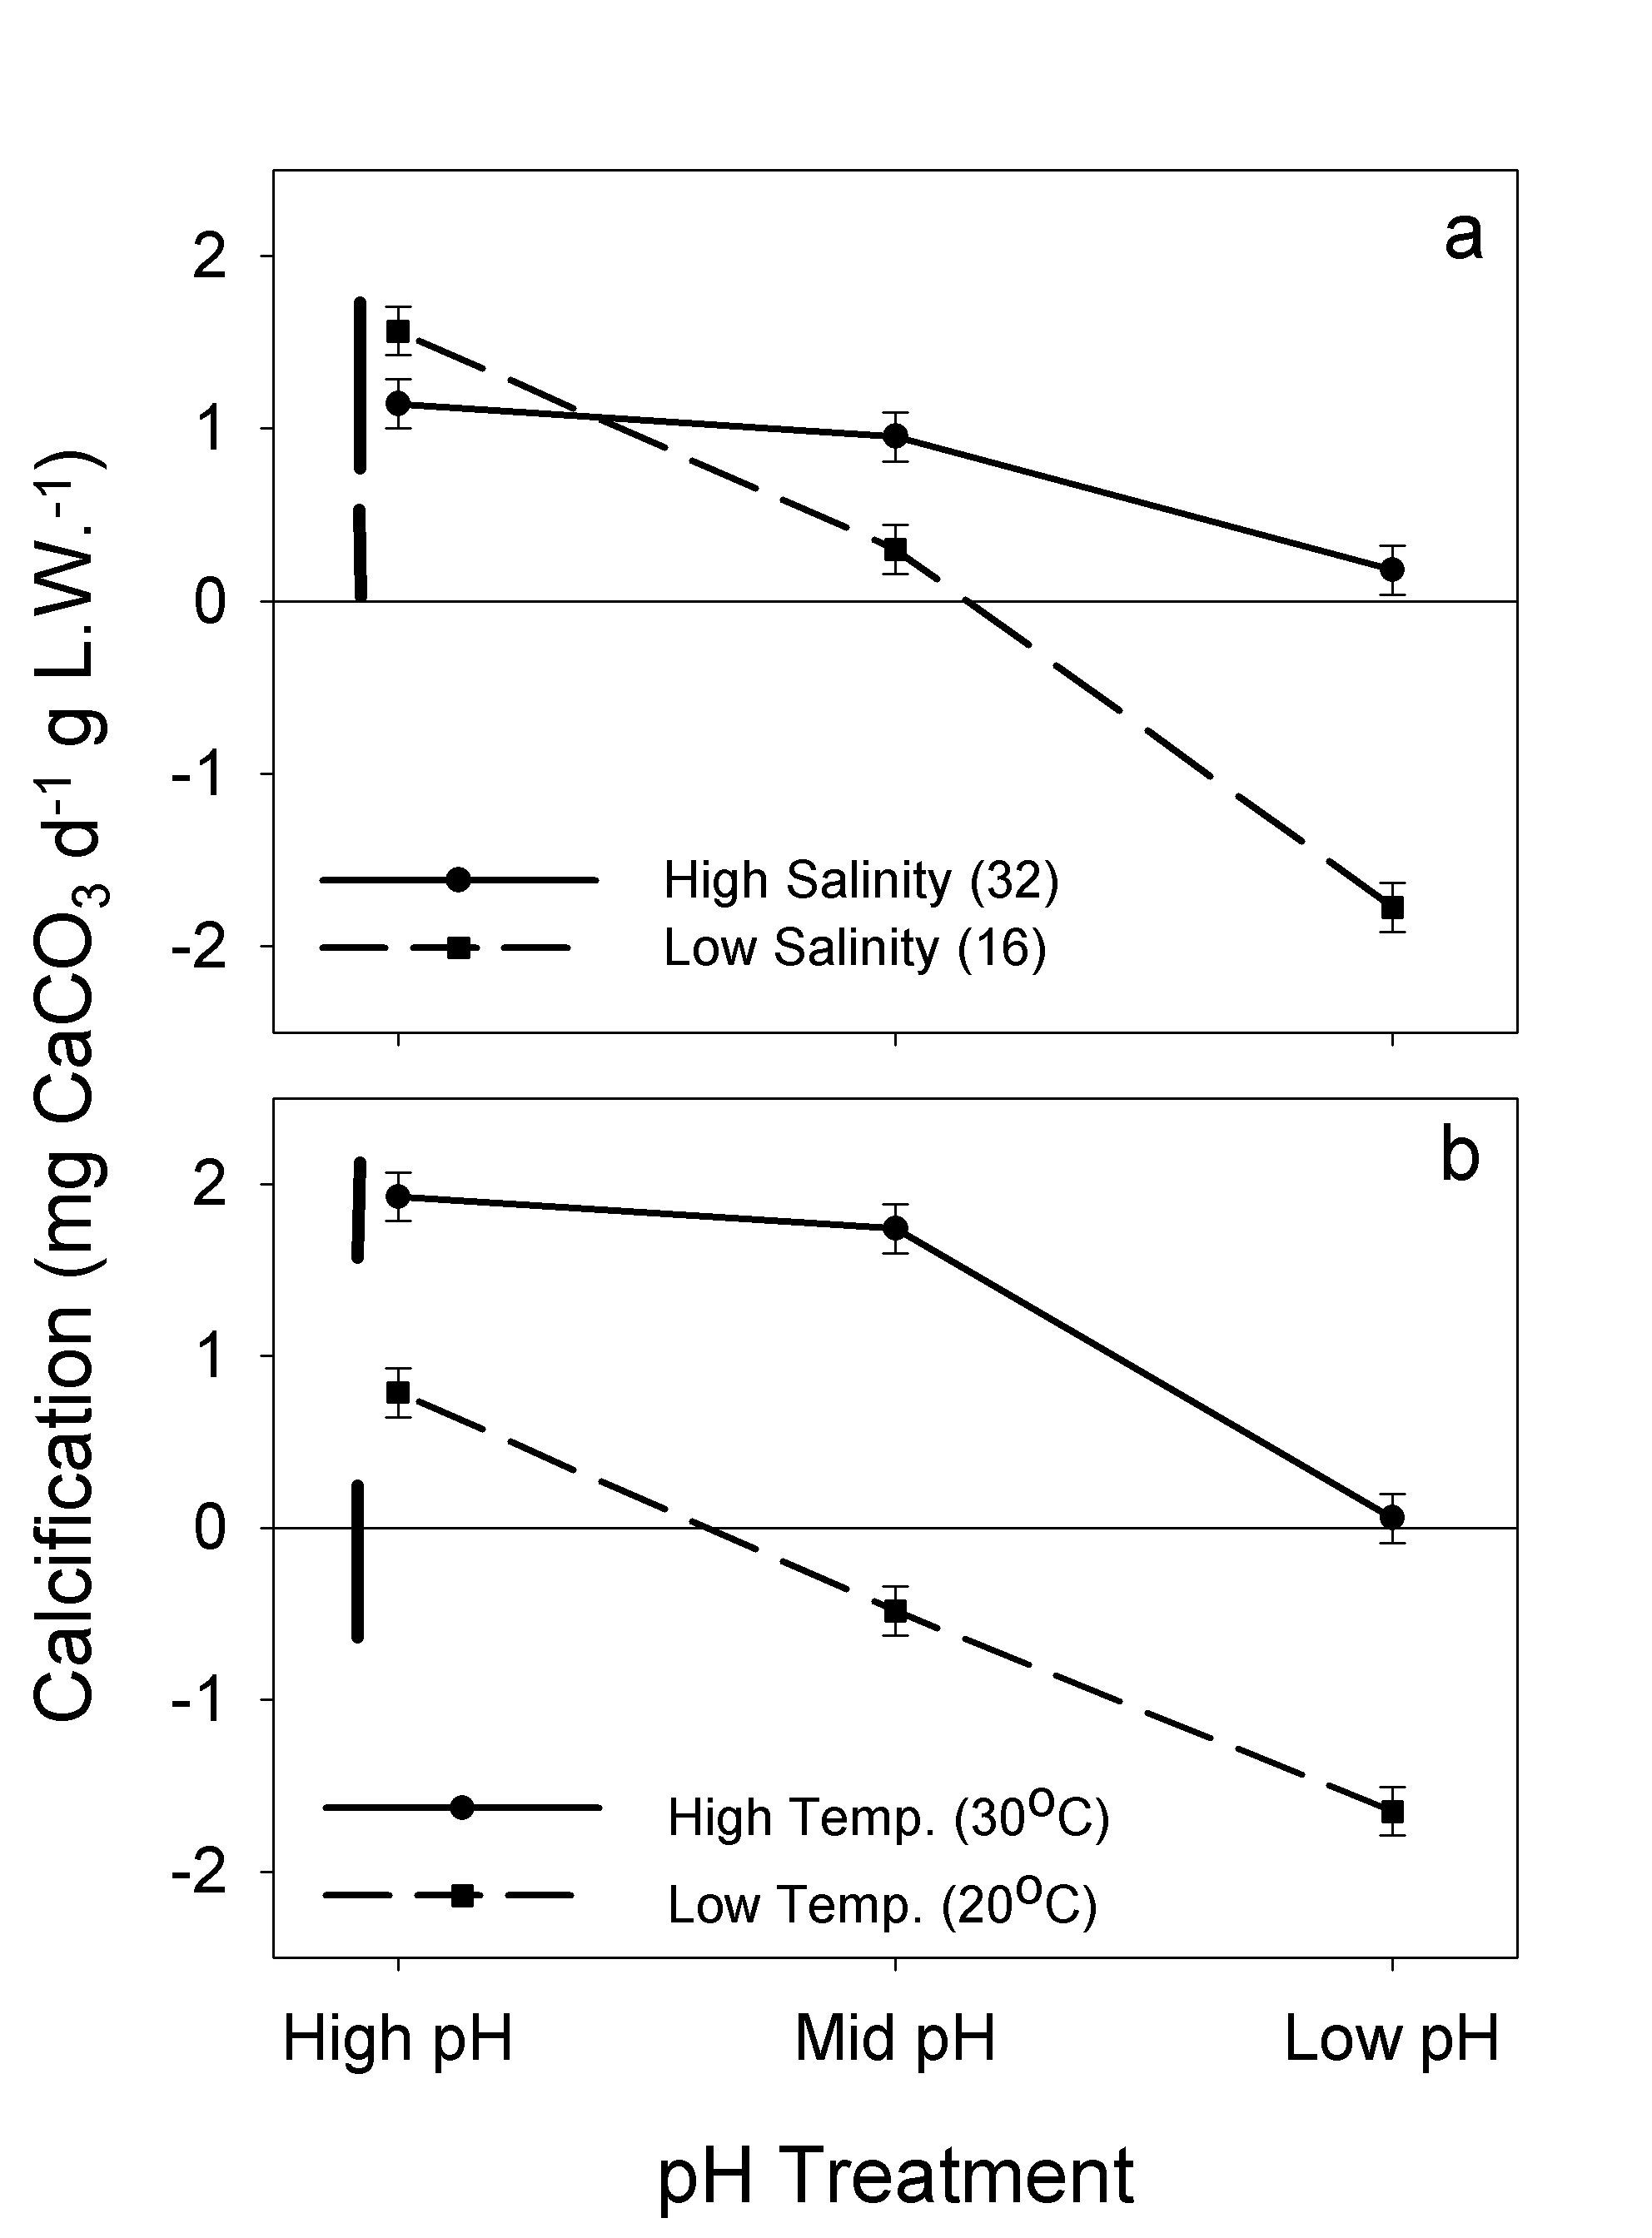 Calcification (mg CaCO₃ d⁻¹ g L.W.⁻¹)
a
2
1
0
-1
-2
High Salinity (32)
Low Salinity (16)
b
2
1
0
-1
-2
High Temp. (30ºC)
Low Temp. (20ºC)
High pH Mid pH Low pH
pH Treatment